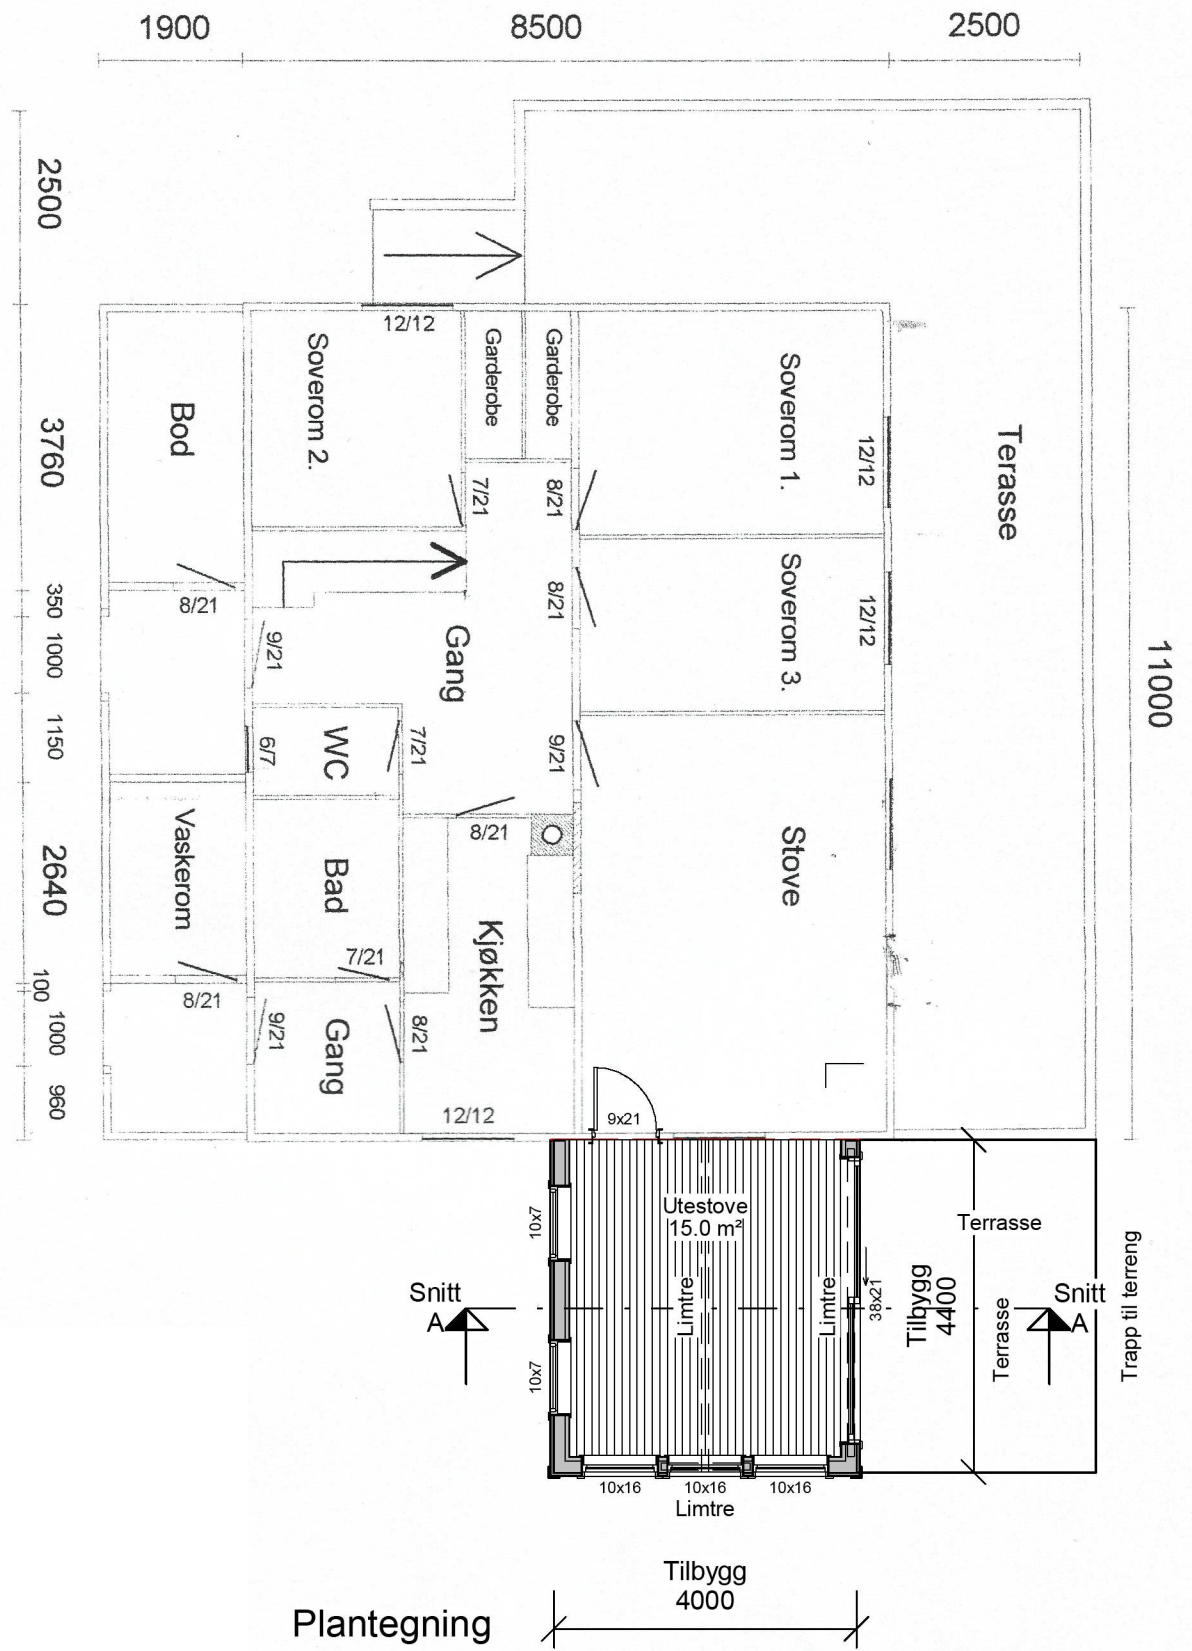 1900
8500
2500
2500
3760
350
1000
1150
2640
100
1000
960
11000
Terasse
12/12
Soverom 2.
Garderobe
Garderobe
Soverom 1.
12/12
Bod
7/21
8/21
8/21
8/21
Soverom 3.
12/12
9/21
Gang
WC
6/7
7/21
9/21
8/21
Vaskerom
Bad
7/21
Kjøkken
Stove
8/21
9/21
Gang
8/21
12/12
9x21
Utestove
15.0 m²
10x7
10x7
Limtre
Limtre
38x21
Tilbygg
4400
Terrasse
Terrasse
Trapp til terreng
Snitt
A
Snitt
A
10x16
10x16
10x16
Limtre
Tilbygg
4000
Plantegning